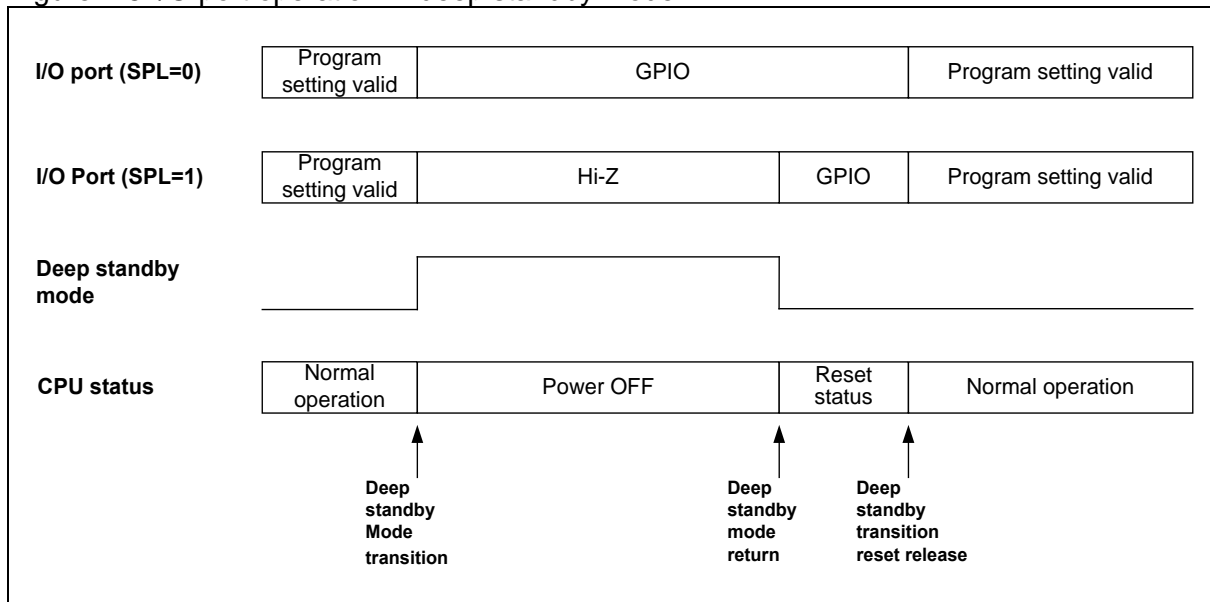 I/O port (SPL=0)
Program
setting valid
GPIO
Program setting valid
I/O Port (SPL=1)
Program
setting valid
Hi-Z
GPIO
Program setting valid
Deep standby
mode
CPU status
Normal
operation
Power OFF
Reset
status
Normal operation
Deep
standby
Mode
transition
Deep
standby
mode
return
Deep
standby
transition
reset release